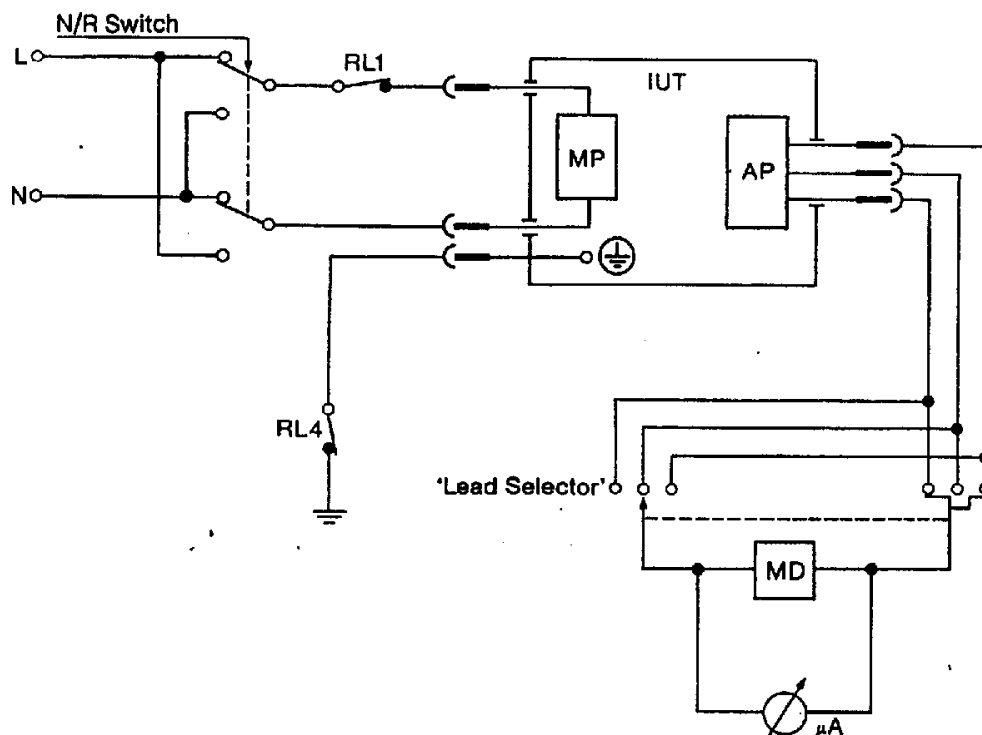 N/R Switch
L
RL1
IUT
MP
AP
N
RL4
'Lead Selector'
MD
μA